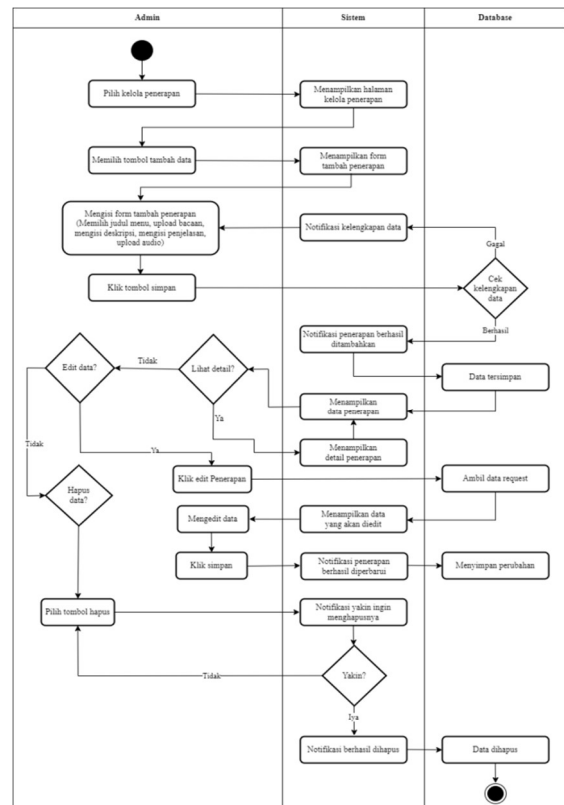 Admin
Sistem
Database
Pilih kelola penerapan
Menampilkan halaman
kelola penerapan
Memilih tombol tambah data
Menampilkan form
tambah penerapan
Mengisi form tambah penerapan
(Memilih judul menu, upload bacaan,
mengisi deskripsi, mengisi penjelasan,
upload audio)
Notifikasi kelengkapan data
Gagal
Cek
kelengkapan
data
Klik tombol simpan
Berhasil
Notifikasi penerapan berhasil
ditambahkan
Edit data?
Tidak
Lihat detail?
Data tersimpan
Menampilkan
data penerapan
Ya
Tidak
Ya
Menampilkan
detail penerapan
Klik edit Penerapan
Ambil data request
Hapus
data?
Mengedit data
Menampilkan data
yang akan diedit
Klik simpan
Notifikasi penerapan
berhasil diperbarui
Menyimpan perubahan
Pilih tombol hapus
Notifikasi yakin ingin
menghapusnya
Tidak
Yakin?
Iya
Notifikasi berhasil dihapus
Data dihapus